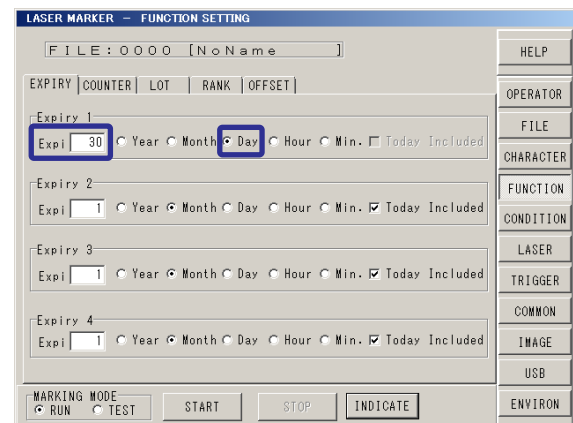 LASER MARKER – FUNCTION SETTING
FILE:0000 [NoName ]
EXPIRY COUNTER LOT RANK OFFSET
Expiry 1
Expi 30 Year Month Day Hour Min. Today Included
Expiry 2
Expi 1 Year Month Day Hour Min. Today Included
Expiry 3
Expi 1 Year Month Day Hour Min. Today Included
Expiry 4
Expi 1 Year Month Day Hour Min. Today Included
MARKING MODE
RUN TEST START STOP INDICATE
HELP
OPERATOR
FILE
CHARACTER
FUNCTION
CONDITION
LASER
TRIGGER
COMMON
IMAGE
USB
ENVIRON